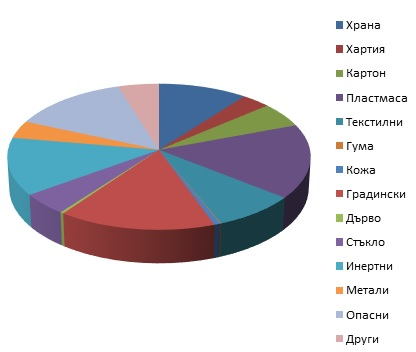 Храна
Хартия
Картон
Пластмаса
Текстилни
Гума
Кожа
Градински
Дърво
Стъкло
Инертни
Метали
Опасни
Други